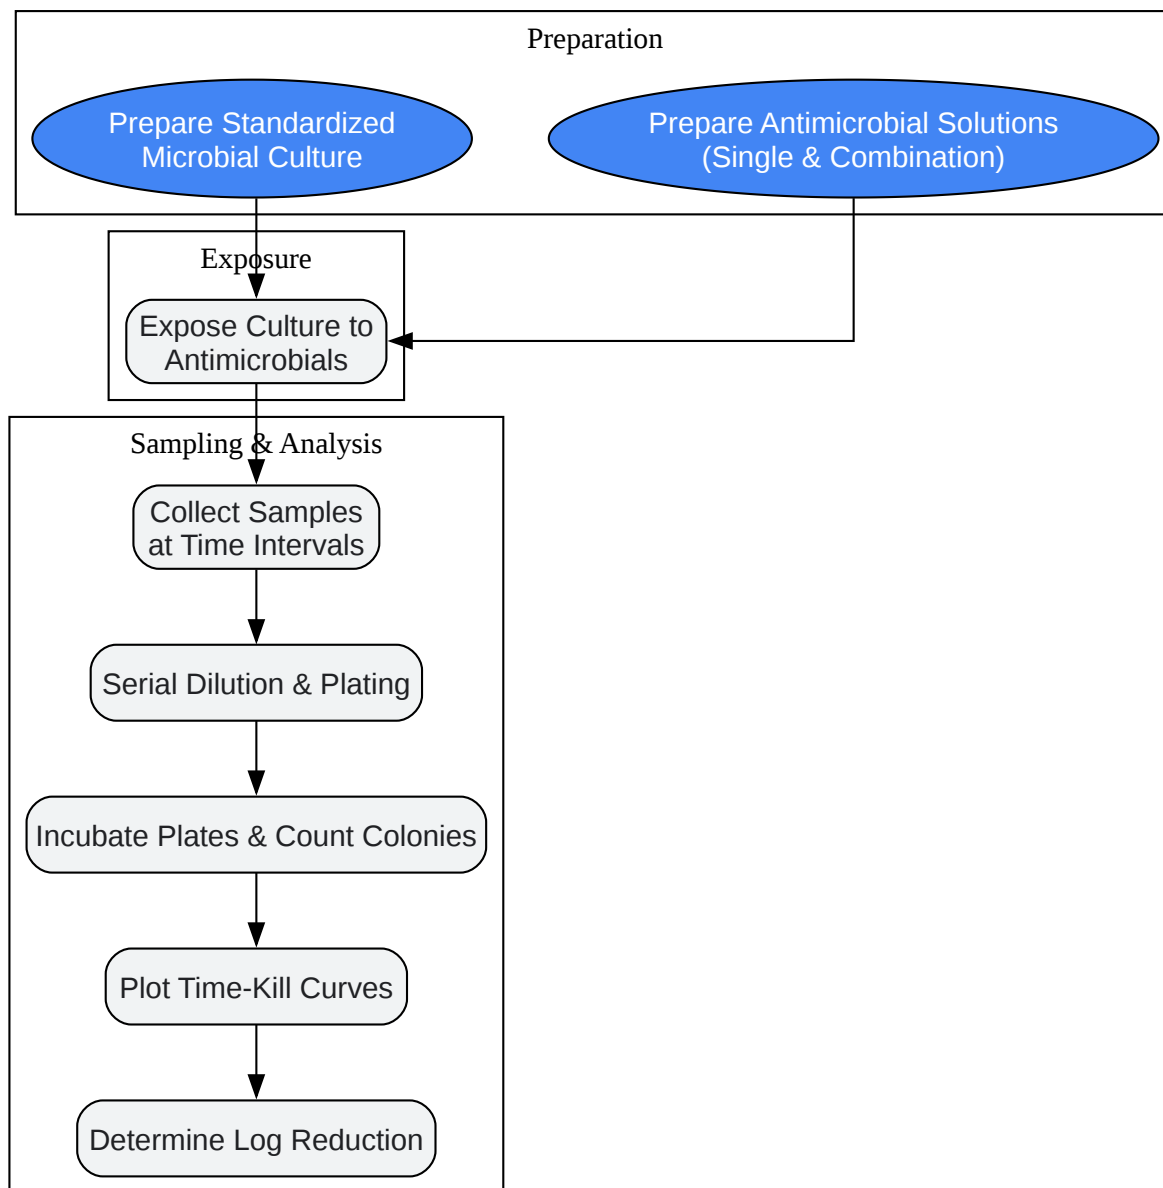 Preparation
Prepare Standardized
Microbial Culture
Prepare Antimicrobial Solutions
(Single & Combination)
Exposure
Expose Culture to
Antimicrobials
Sampling & Analysis
Collect Samples
at Time Intervals
Serial Dilution & Plating
Incubate Plates & Count Colonies
Plot Time-Kill Curves
Determine Log Reduction